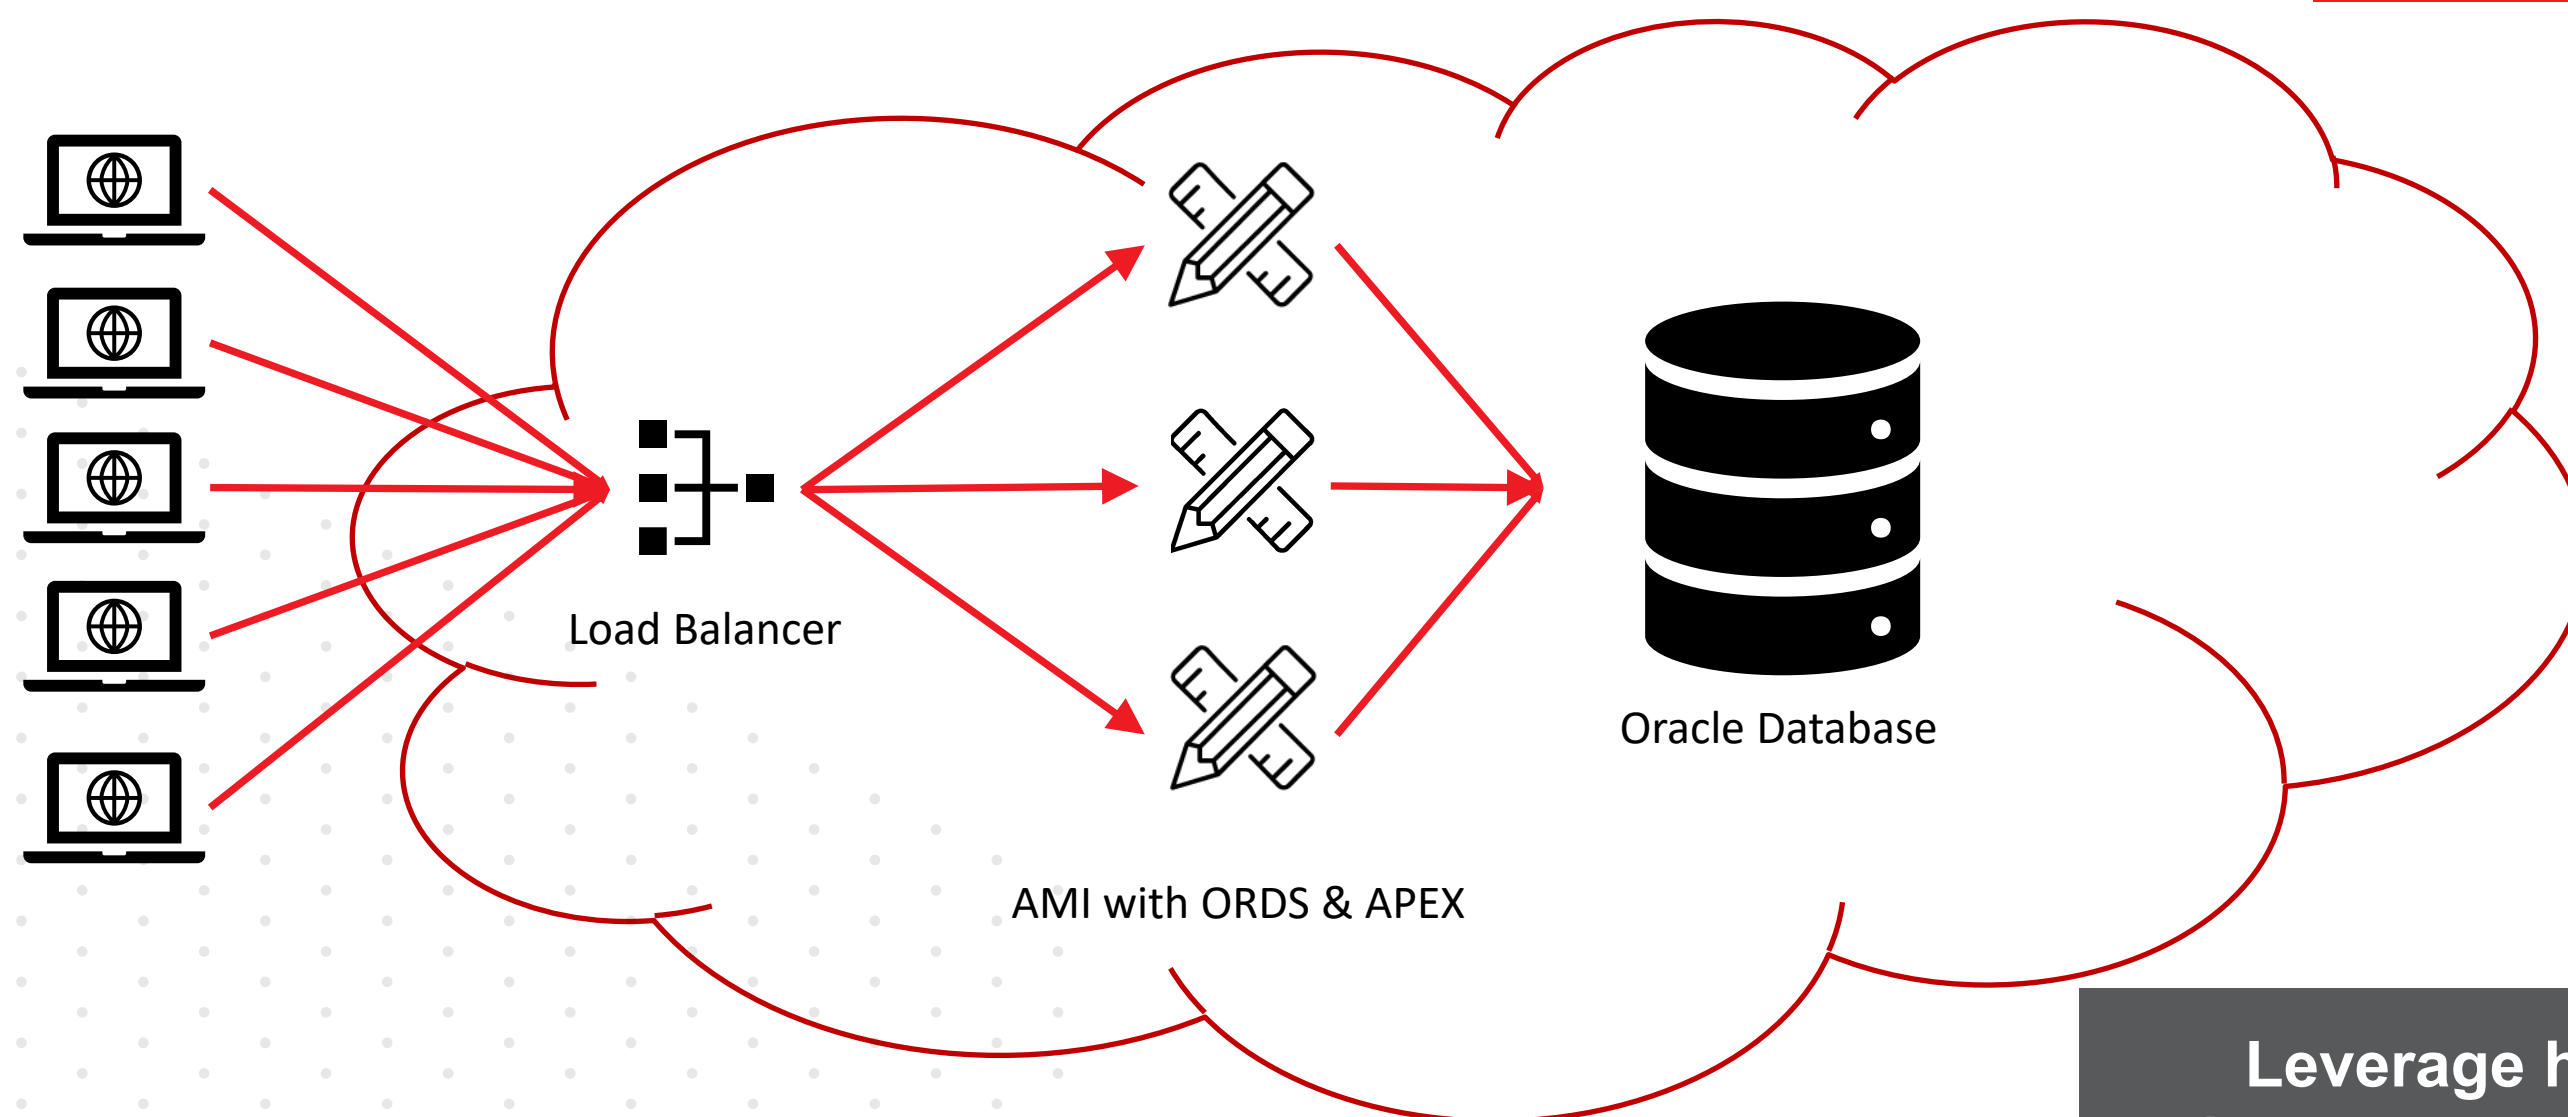 Load Balancer
Oracle Database
AMI with ORDS & APEX
Leverage